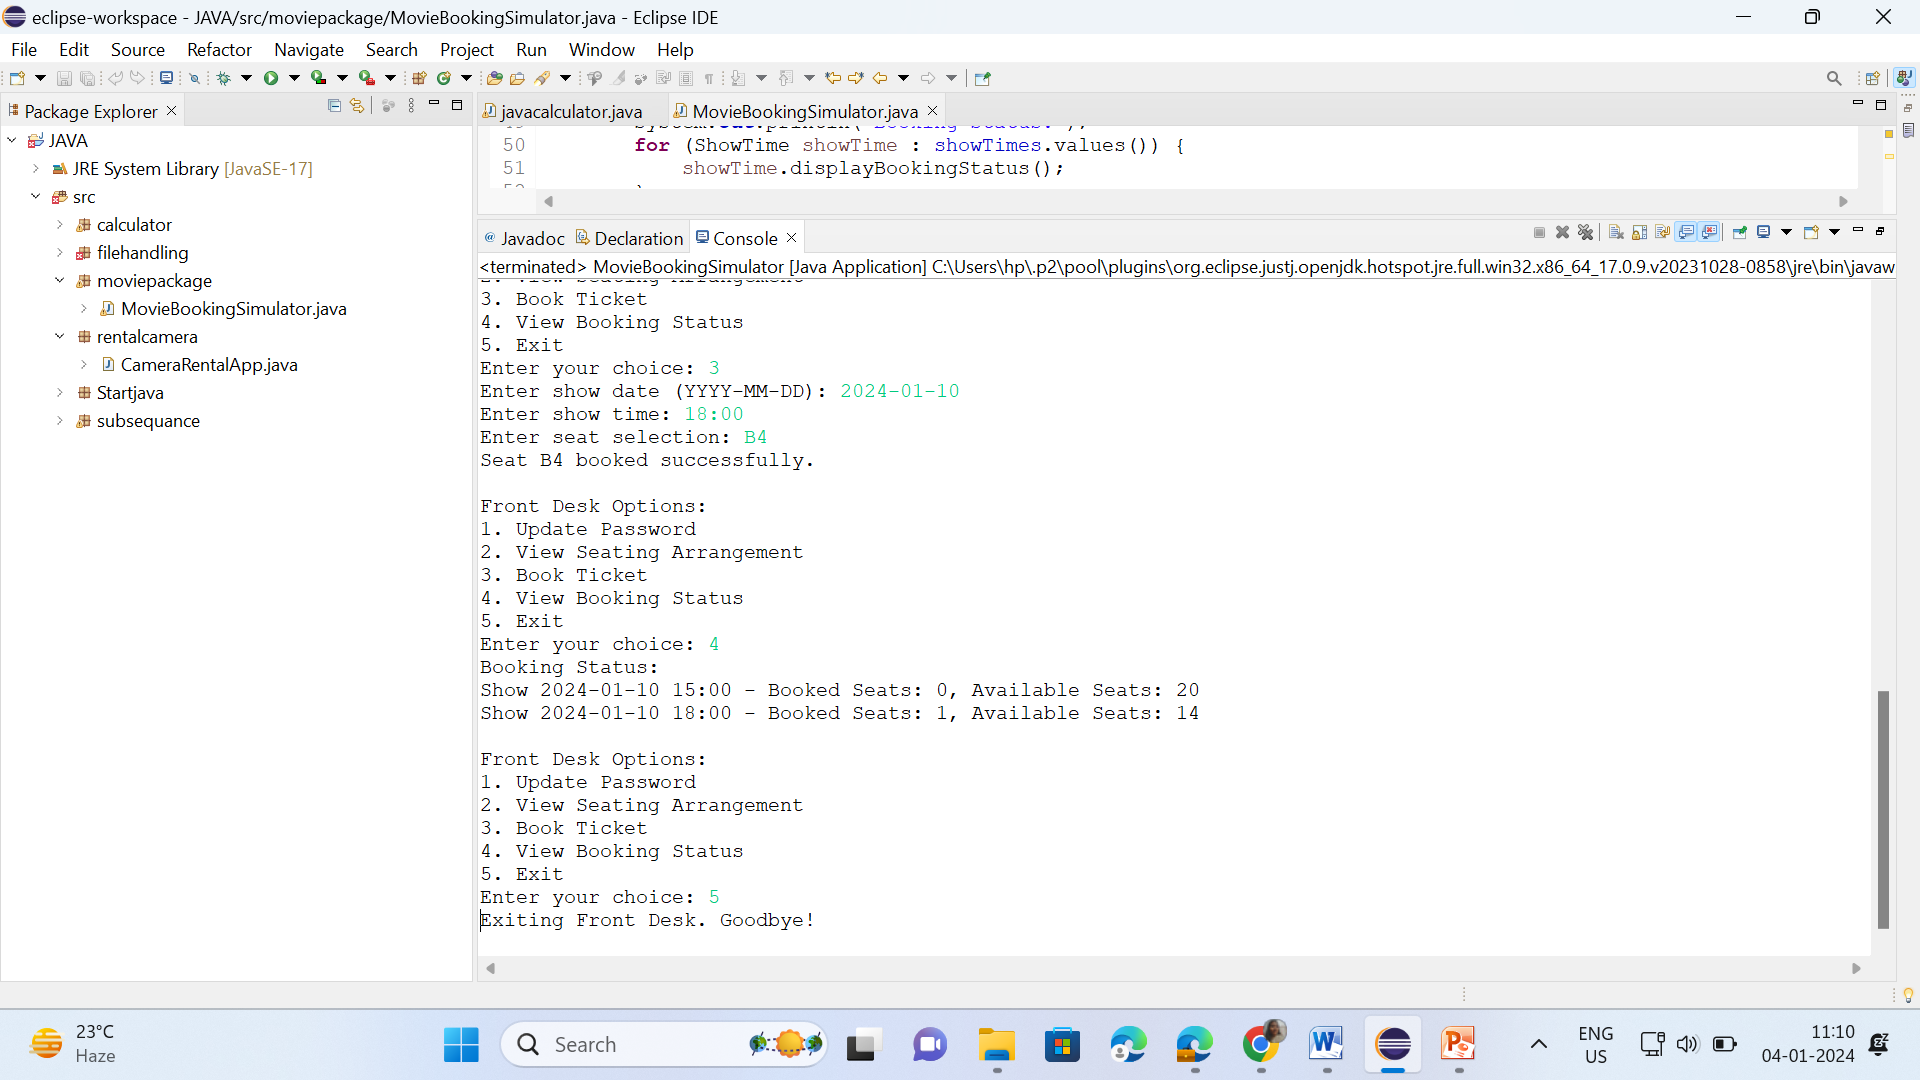 eclipse-workspace - JAVA/src/moviepackage/MovieBookingSimulator.java - Eclipse IDE
File Edit Source Refactor Navigate Search Project Run Window Help
Package Explorer
JAVA
JRE System Library [JavaSE-17]
src
calculator
filehandling
moviepackage
MovieBookingSimulator.java
rentalcamera
CameraRentalApp.java
Startjava
subsequance
javacalculator.java MovieBookingSimulator.java
50 for (ShowTime showTime : showTimes.values()) {
51 showTime.displayBookingStatus();
Javadoc Declaration Console
<terminated> MovieBookingSimulator [Java Application] C:\Users\hp\.p2\pool\plugins\org.eclipse.justj.openjdk.hotspot.jre.full.win32.x86_64_17.0.9.v20231028-0858\jre\bin\javaw
2. View Seating Arrangement
3. Book Ticket
4. View Booking Status
5. Exit
Enter your choice: 3
Enter show date (YYYY-MM-DD): 2024-01-10
Enter show time: 18:00
Enter seat selection: B4
Seat B4 booked successfully.
Front Desk Options:
1. Update Password
2. View Seating Arrangement
3. Book Ticket
4. View Booking Status
5. Exit
Enter your choice: 4
Booking Status:
Show 2024-01-10 15:00 - Booked Seats: 0, Available Seats: 20
Show 2024-01-10 18:00 - Booked Seats: 1, Available Seats: 14
Front Desk Options:
1. Update Password
2. View Seating Arrangement
3. Book Ticket
4. View Booking Status
5. Exit
Enter your choice: 5
Exiting Front Desk. Goodbye!
23°C
Haze
Search
ENG
US
11:10
04-01-2024